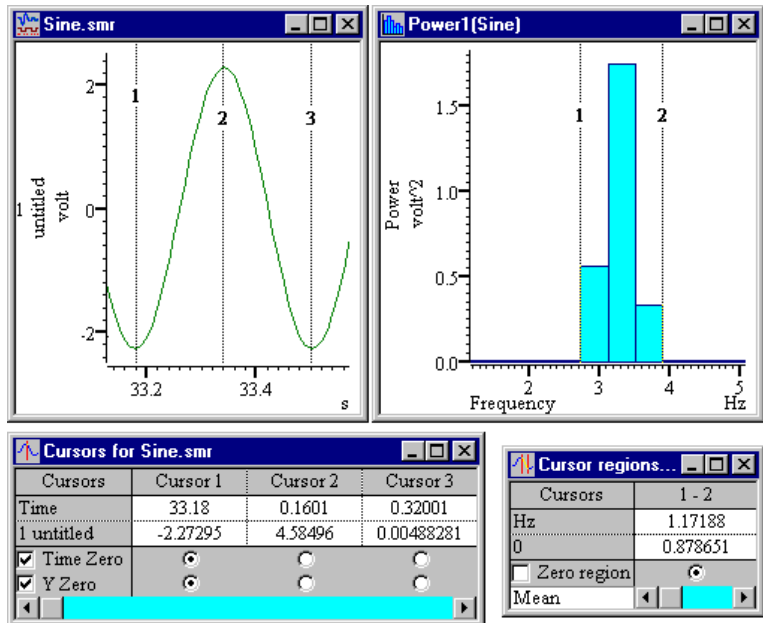 Sine.smr
2
0
-2
1 untitled
volt
1
2
3
33.2
33.4
s
Power1(Sine)
1.5
1.0
0.5
0.0
Power
volt^2
1
2
2
3
4
5
Frequency
Hz
Cursors for Sine.smr
Cursors Cursor 1 Cursor 2 Cursor 3
Time 33.18 0.1601 0.32001
1 untitled -2.27295 4.58496 0.00488281
Time Zero
Y Zero
Cursor regions...
Cursors 1 - 2
Hz 1.17188
0 0.878651
Zero region
Mean